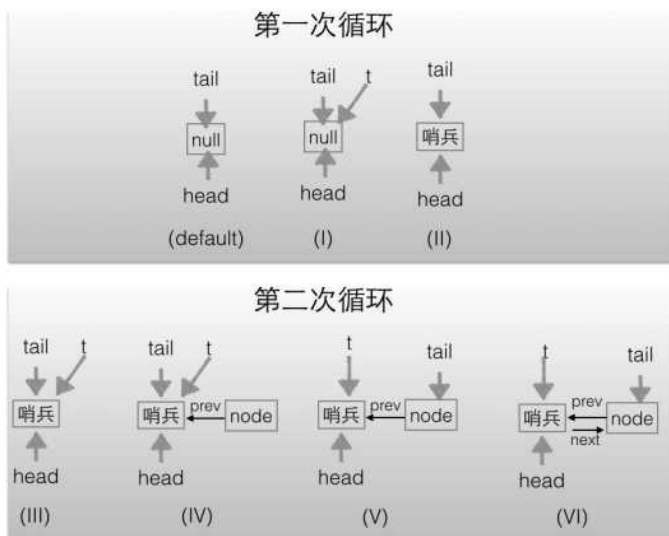 第一次循环
tail tail t tail
null null 哨兵
head head head
(default) (I) (II)
第二次循环
tail t tail t t tail t tail
哨兵 哨兵 prev node 哨兵 prev node 哨兵 prev next node
head head head head
(III) (IV) (V) (VI)